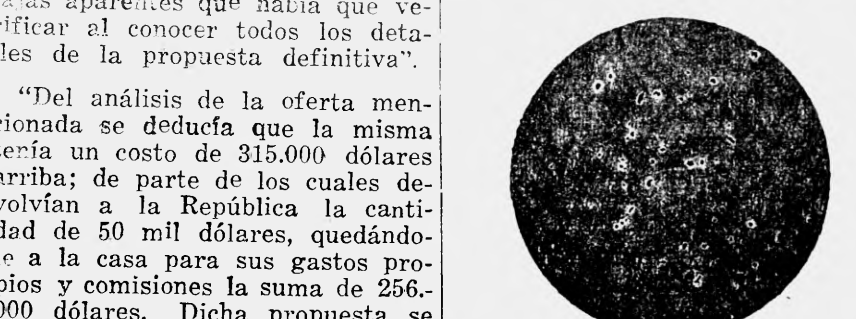 aparentes que había que ve-
rificar al conocer todos los deta-
les de la propuesta definitiva”.
“Del análisis de la oferta men-
cionada se deducía que la misma
tenía un costo de 315.000 dólares
arriba; de parte de los cuales de-
volvían a la República la canti-
dad de 50 mil dólares, quedándo-
le a la casa para sus gastos pro-
pios y comisiones la suma de 256.-
000 dólares. Dicha propuesta se